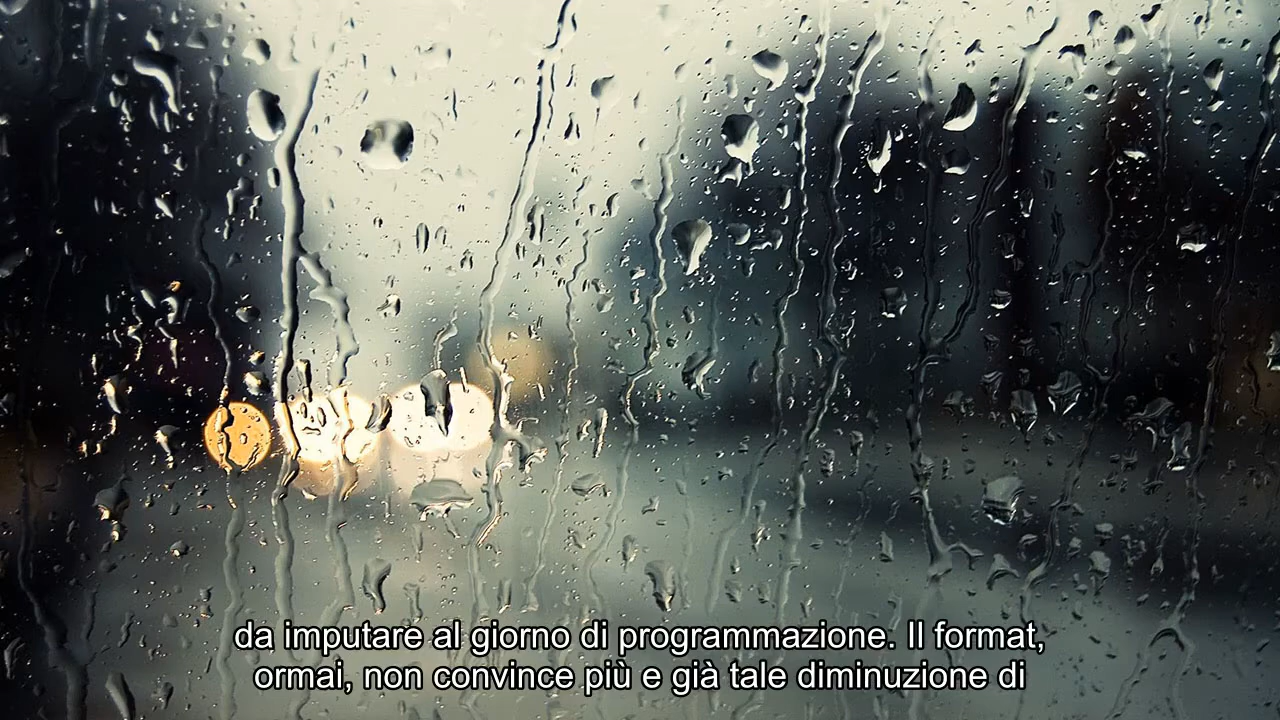 da imputare al giorno di programmazione. Il format,
ormai, non convince più e già tale diminuzione di